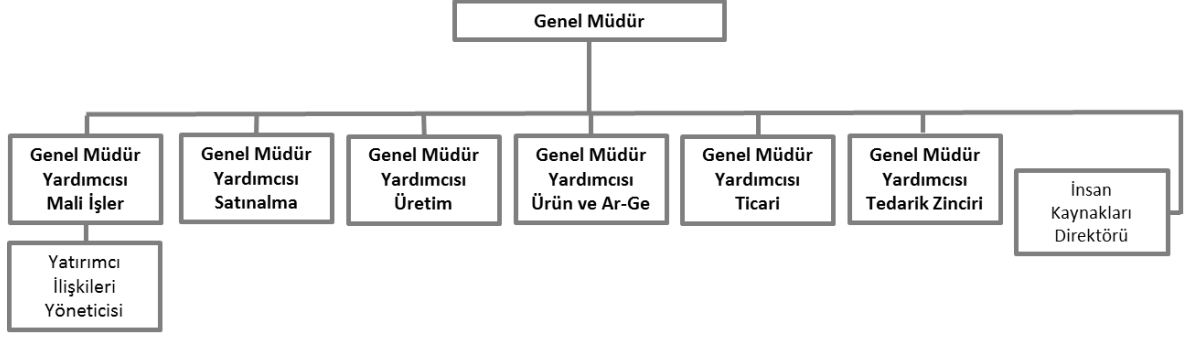 Genel Müdür
Genel Müdür
Yardımcısı
Mali İşler
Genel Müdür
Yardımcısı
Satınalma
Genel Müdür
Yardımcısı
Üretim
Genel Müdür
Yardımcısı
Ürün ve Ar-Ge
Genel Müdür
Yardımcısı
Ticari
Genel Müdür
Yardımcısı
Tedarik Zinciri
İnsan
Kaynakları
Direktörü
Yatırımcı
İlişkileri
Yöneticisi